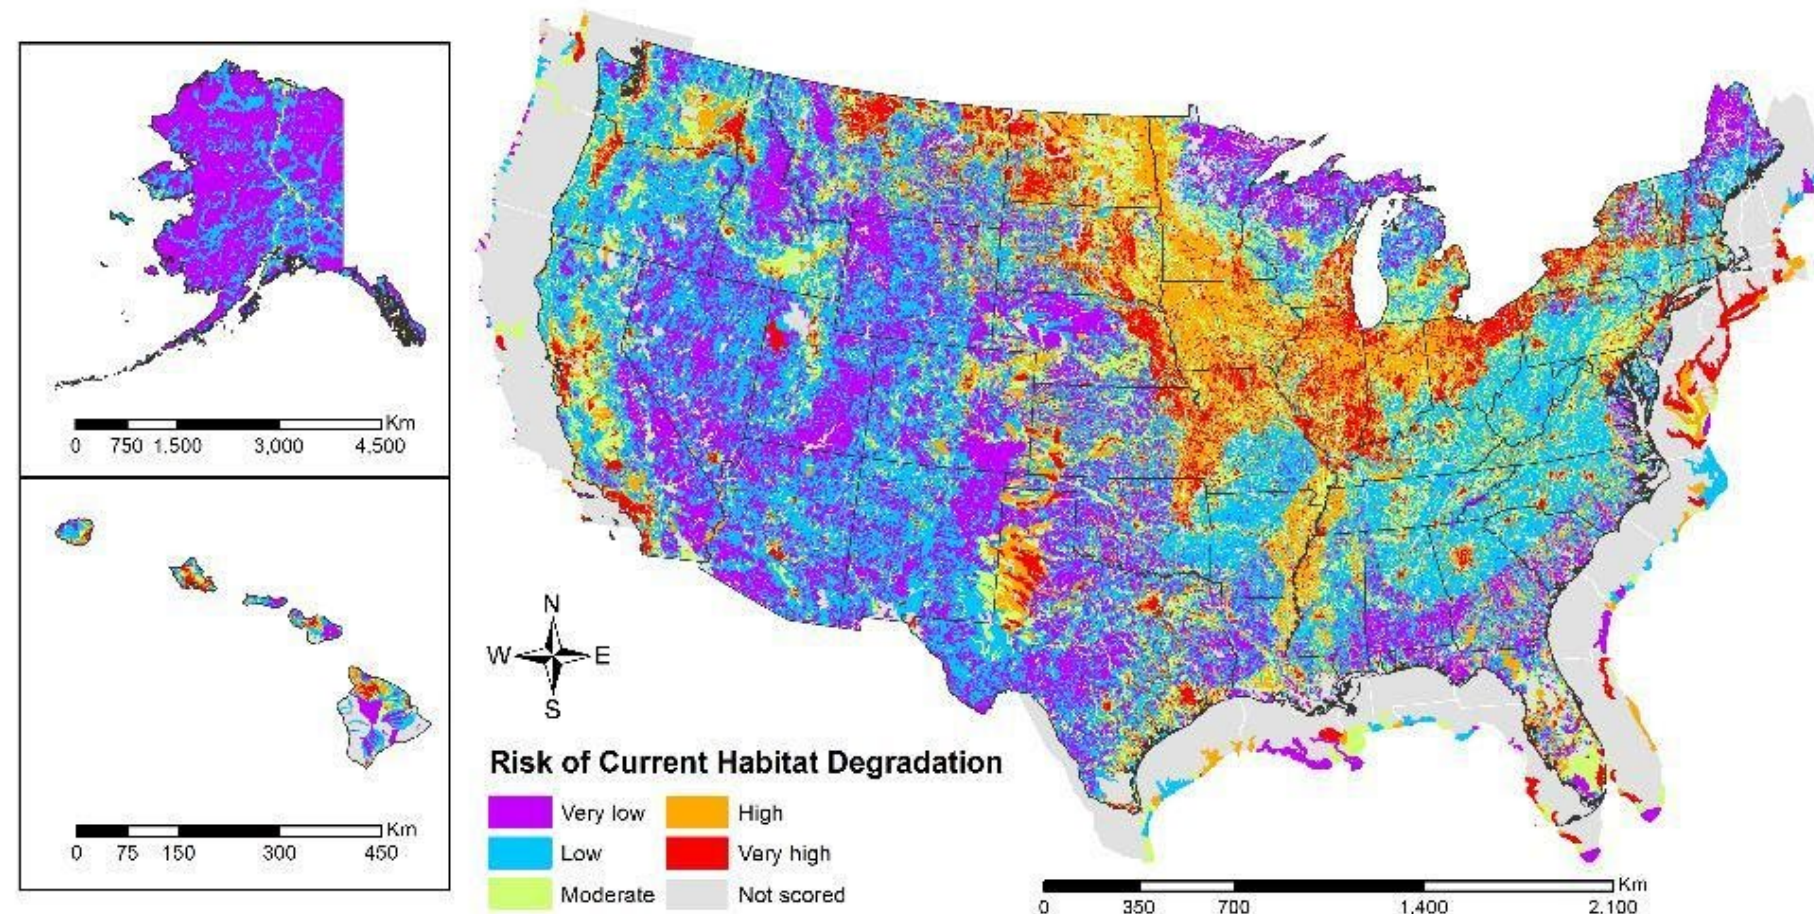 Km
0 750 1,500 3,000 4,500
Km
0 75 150 300 450
N
W E
S
Risk of Current Habitat Degradation
Very low High
Low Very high
Moderate Not scored
Km
0 350 700 1,400 2,100